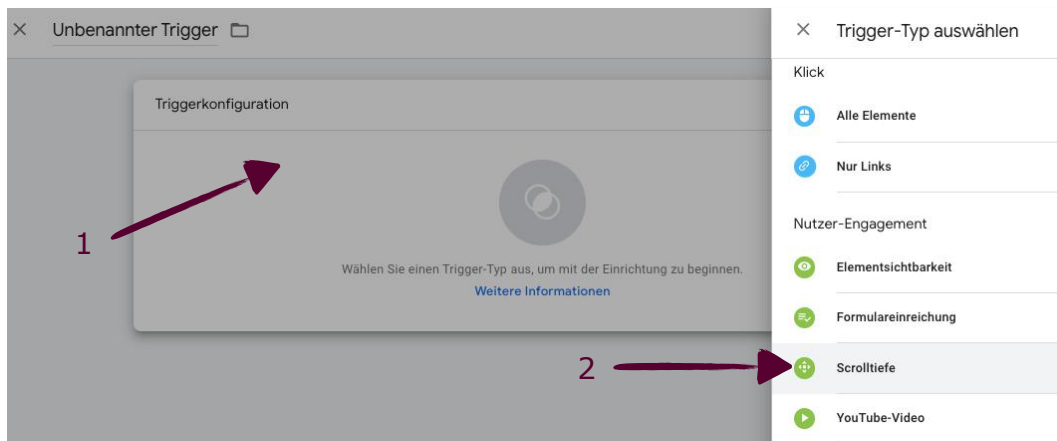 Unbenannter Trigger
Triggerkonfiguration
1
Wählen Sie einen Trigger-Typ aus, um mit der Einrichtung zu beginnen.
Weitere Informationen
2
Trigger-Typ auswählen
Klick
Alle Elemente
Nur Links
Nutzer-Engagement
Elementsichtbarkeit
Formulareinreichung
Scrolltiefe
YouTube-Video